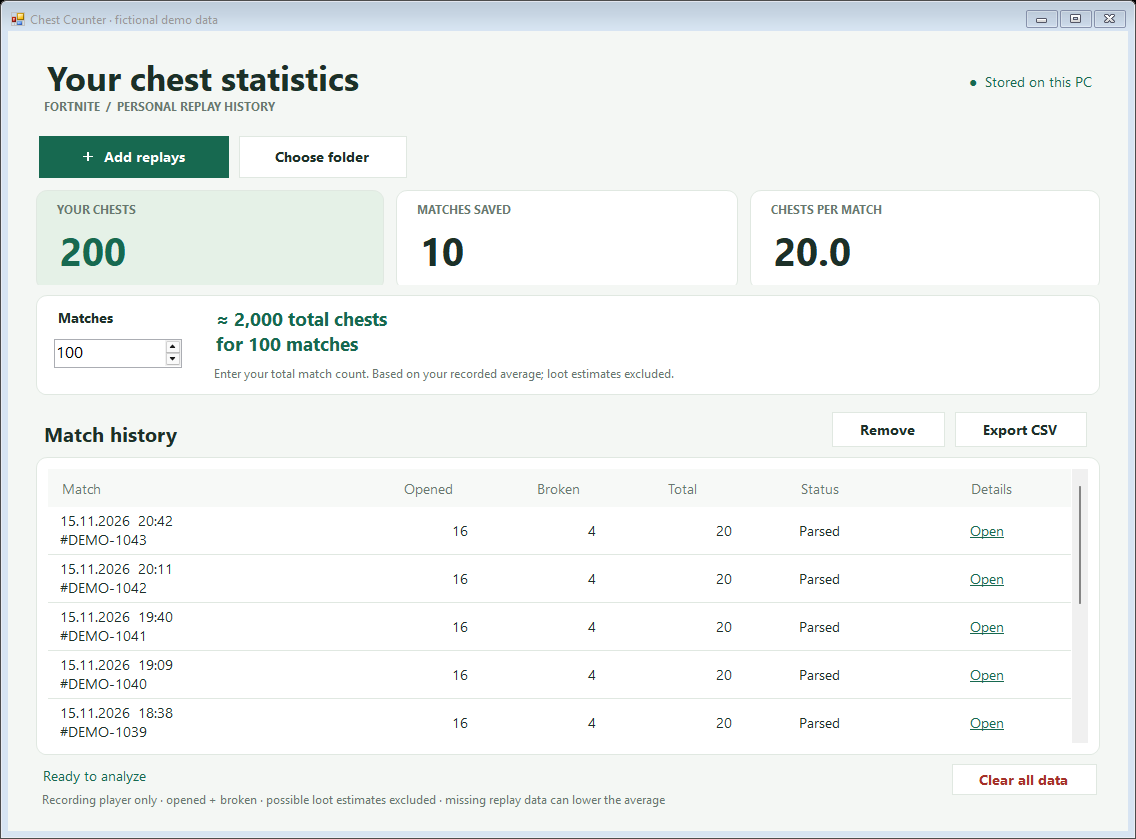 Chest Counter · fictional demo data
Your chest statistics
● Stored on this PC
FORTNITE / PERSONAL REPLAY HISTORY
+ Add replays
Choose folder
YOUR CHESTS
200
MATCHES SAVED
10
CHESTS PER MATCH
20.0
Matches
100
≈ 2,000 total chests
for 100 matches
Enter your total match count. Based on your recorded average; loot estimates excluded.
Match history
Remove
Export CSV
Match Opened Broken Total Status Details
15.11.2026 20:42
#DEMO-1043
16 4 20 Parsed Open
15.11.2026 20:11
#DEMO-1042
16 4 20 Parsed Open
15.11.2026 19:40
#DEMO-1041
16 4 20 Parsed Open
15.11.2026 19:09
#DEMO-1040
16 4 20 Parsed Open
15.11.2026 18:38
#DEMO-1039
16 4 20 Parsed Open
Ready to analyze
Clear all data
Recording player only · opened + broken · possible loot estimates excluded · missing replay data can lower the average